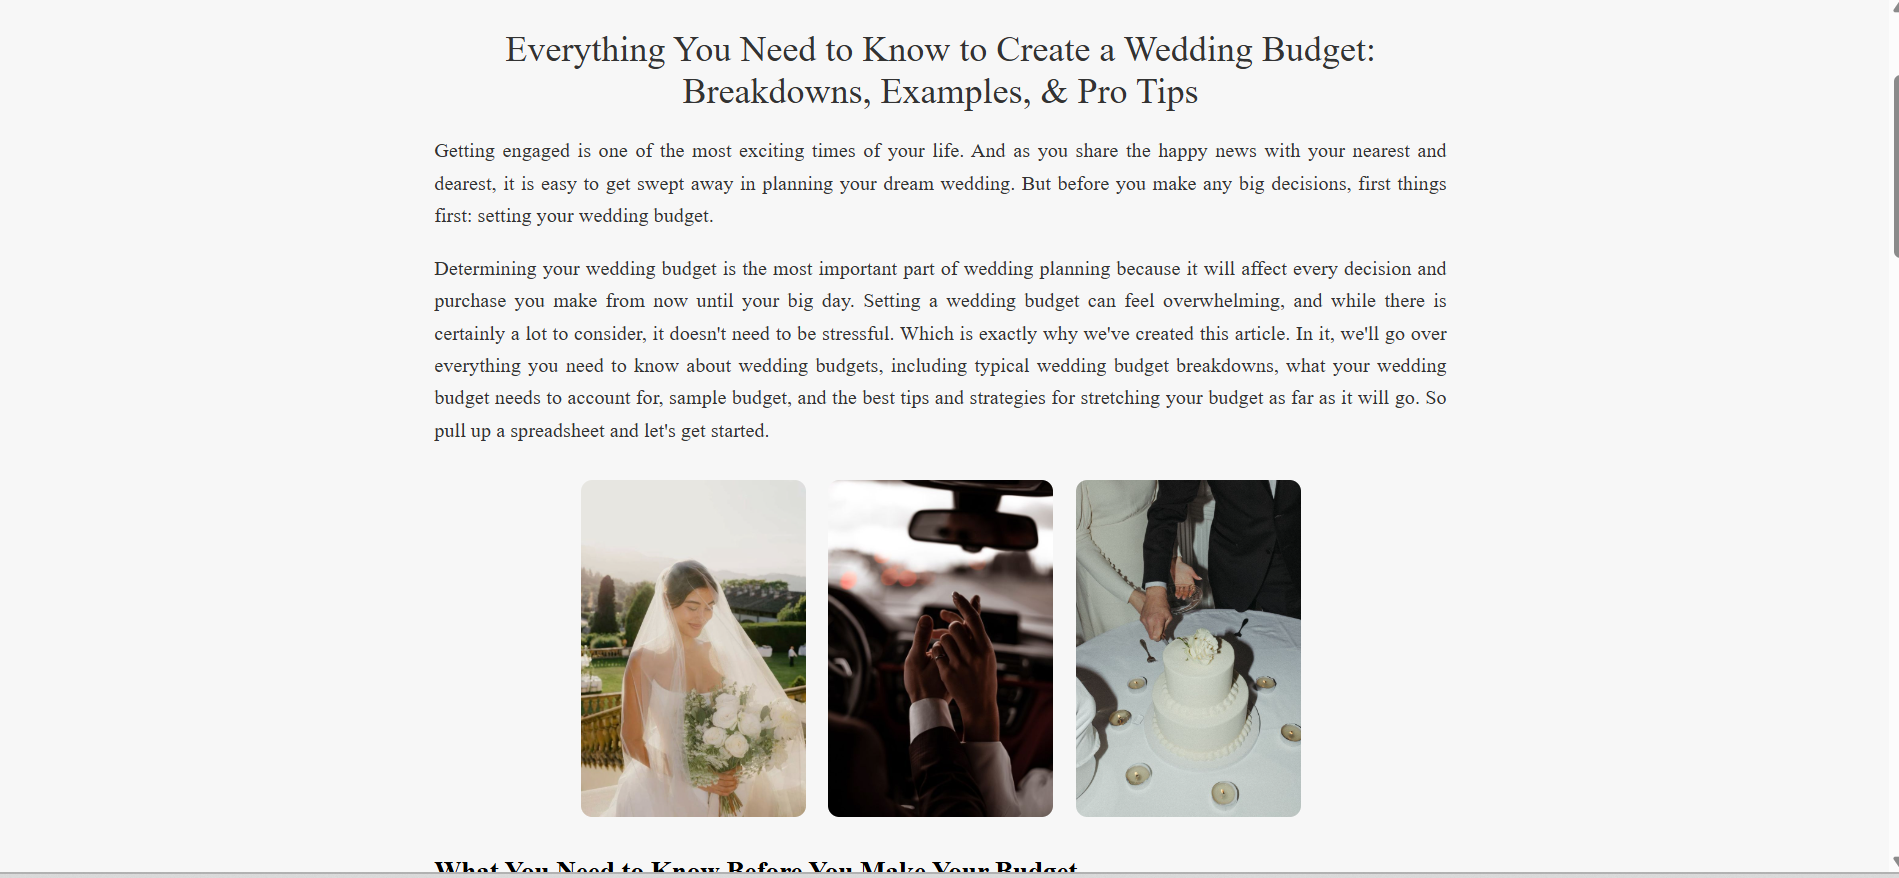 Everything You Need to Know to Create a Wedding Budget:
Breakdowns, Examples, & Pro Tips
Getting engaged is one of the most exciting times of your life. And as you share the happy news with your nearest and
dearest, it is easy to get swept away in planning your dream wedding. But before you make any big decisions, first things
first: setting your wedding budget.
Determining your wedding budget is the most important part of wedding planning because it will affect every decision and
purchase you make from now until your big day. Setting a wedding budget can feel overwhelming, and while there is
certainly a lot to consider, it doesn't need to be stressful. Which is exactly why we've created this article. In it, we'll go over
everything you need to know about wedding budgets, including typical wedding budget breakdowns, what your wedding
budget needs to account for, sample budget, and the best tips and strategies for stretching your budget as far as it will go. So
pull up a spreadsheet and let's get started.
What You Need to Know Before You Make Your Budget